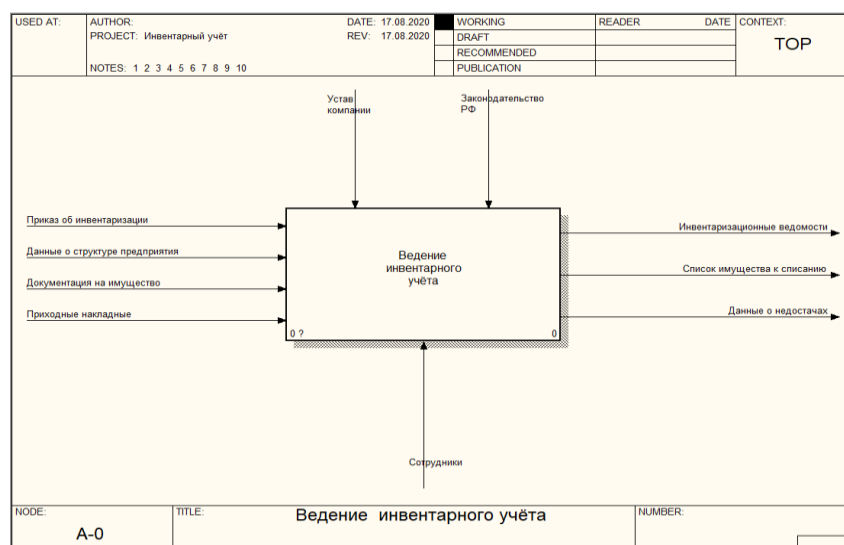 USED AT:
AUTHOR:
DATE: 17.08.2020
WORKING
READER
DATE
CONTEXT:
PROJECT: Инвентарный учёт
REV: 17.08.2020
DRAFT
TOP
RECOMMENDED
NOTES: 1 2 3 4 5 6 7 8 9 10
PUBLICATION
Устав
компании
Законодательство
РФ
Приказ об инвентаризации
Данные о структуре предприятия
Документация на имущество
Приходные накладные
Ведение
инвентарного
учёта
0 ?
0
Инвентаризационные ведомости
Список имущества к списанию
Данные о недостачах
Сотрудники
NODE:
A-0
TITLE:
Ведение инвентарного учёта
NUMBER: